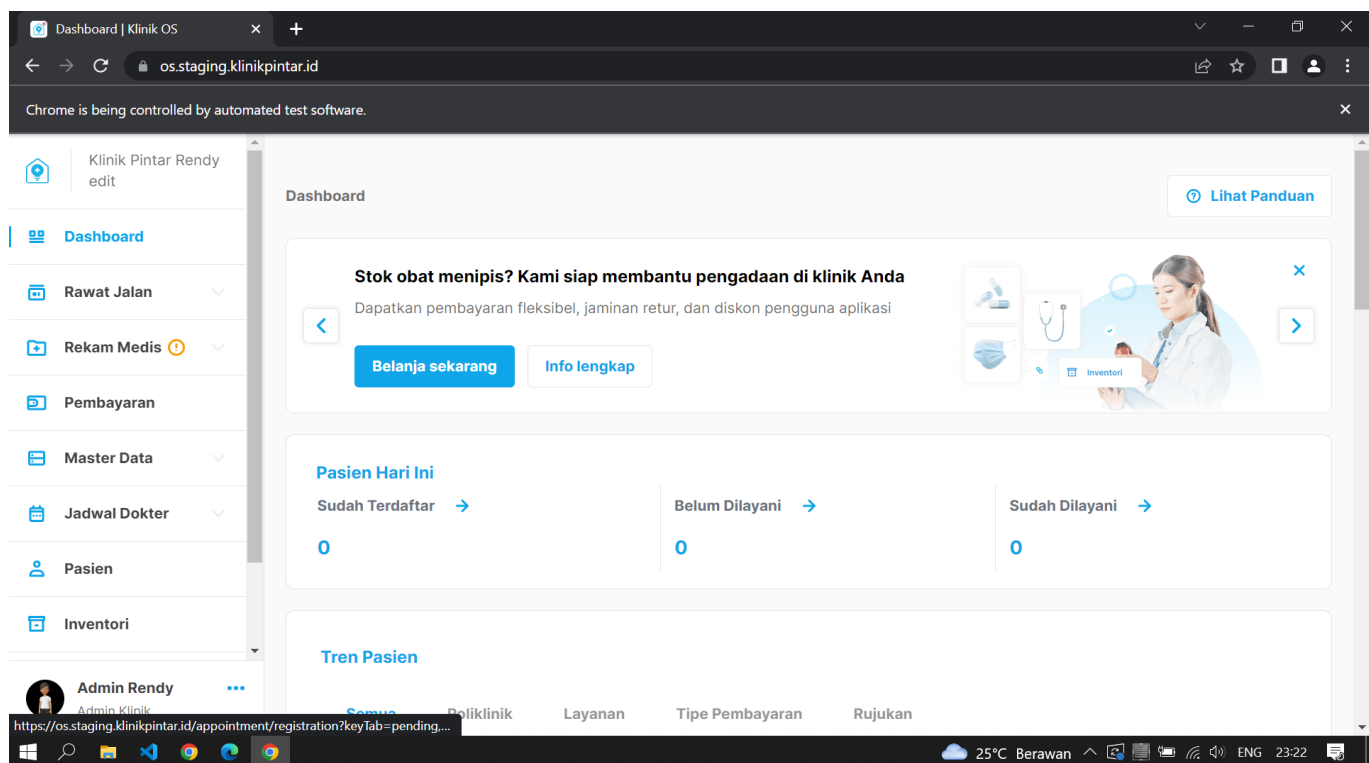 Dashboard | Klinik OS
os.staging.klinikpintar.id
Chrome is being controlled by automated test software.
Klinik Pintar Rendy
edit
Dashboard
Rawat Jalan
Rekam Medis
Pembayaran
Master Data
Jadwal Dokter
Pasien
Inventori
Admin Rendy
Admin Klinik
https://os.staging.klinikpintar.id/appointment/registration?keyTab=pending,...
Dashboard
Lihat Panduan
Stok obat menipis? Kami siap membantu pengadaan di klinik Anda
Dapatkan pembayaran fleksibel, jaminan retur, dan diskon pengguna aplikasi
Belanja sekarang
Info lengkap
Inventori
Pasien Hari Ini
Sudah Terdaftar
0
Belum Dilayani
0
Sudah Dilayani
0
Tren Pasien
Semua Poliklinik Layanan Tipe Pembayaran Rujukan
25°C Berawan ENG 23:22